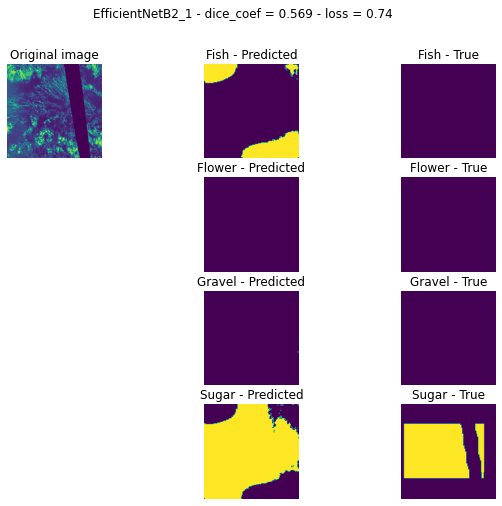 EfficientNetB2_1 - dice_coef = 0.569 - loss = 0.74
Original image
Fish - Predicted
Fish - True
Flower - Predicted
Flower - True
Gravel - Predicted
Gravel - True
Sugar - Predicted
Sugar - True